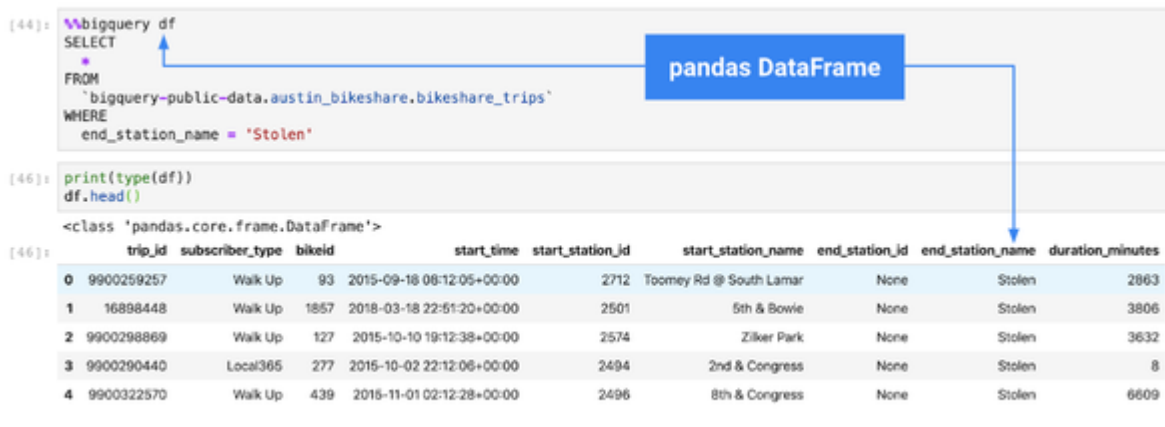 [44]: %%bigquery df
SELECT
*
FROM
`bigquery-public-data.austin_bikeshare.bikeshare_trips`
WHERE
end_station_name = 'Stolen'
pandas DataFrame
[46]: print(type(df))
df.head()
<class 'pandas.core.frame.DataFrame'>
[46]: trip_id subscriber_type bikeid start_time start_station_id start_station_name end_station_id end_station_name duration_minutes
0 9900259257 Walk Up 93 2015-09-18 08:12:05+00:00 2712 Toomey Rd @ South Lamar None Stolen 2863
1 16898448 Walk Up 1857 2018-03-18 22:51:20+00:00 2501 5th & Bowie None Stolen 3806
2 9900298869 Walk Up 127 2015-10-10 19:12:38+00:00 2574 Zilker Park None Stolen 3632
3 9900290440 Local365 277 2015-10-02 22:12:06+00:00 2494 2nd & Congress None Stolen 8
4 9900322570 Walk Up 439 2015-11-01 02:12:28+00:00 2496 8th & Congress None Stolen 6609